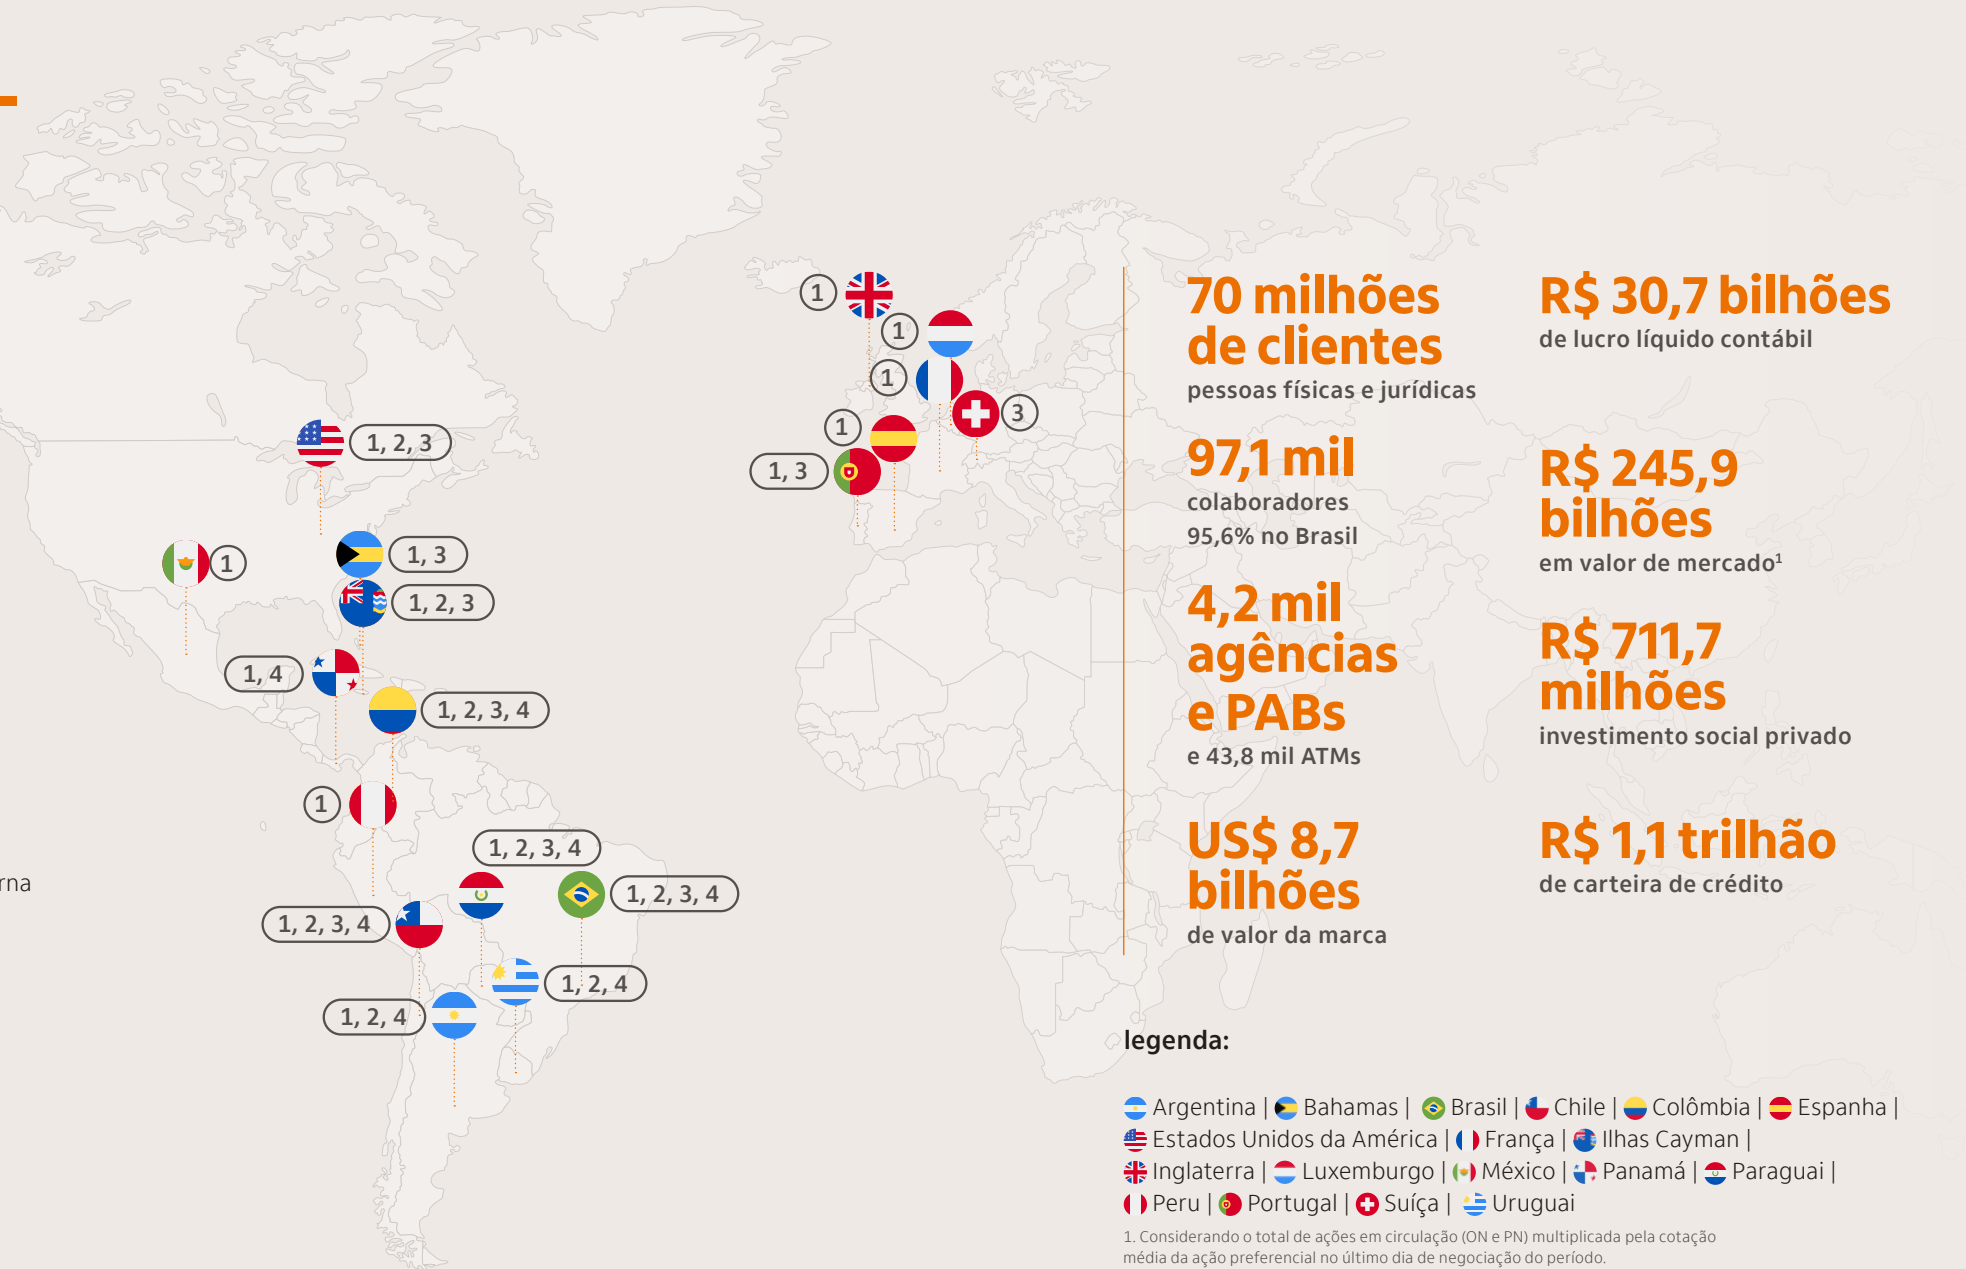 1
1
1
3
1
1, 3
1, 2, 3
1, 3
1
1, 2, 3
1, 4
1, 2, 3, 4
1
1, 2, 3, 4
1, 2, 3, 4
1, 2, 3, 4
1, 2, 4
1, 2, 4
rna
70 milhões
de clientes
pessoas físicas e jurídicas
97,1 mil
colaboradores
95,6% no Brasil
4,2 mil
agências
e PABs
e 43,8 mil ATMs
US$ 8,7
bilhões
de valor da marca
R$ 30,7 bilhões
de lucro líquido contábil
R$ 245,9
bilhões
em valor de mercado¹
R$ 711,7
milhões
investimento social privado
R$ 1,1 trilhão
de carteira de crédito
legenda:
Argentina | Bahamas | Brasil | Chile | Colômbia | Espanha |
Estados Unidos da América | França | Ilhas Cayman |
Inglaterra | Luxemburgo | México | Panamá | Paraguai |
Peru | Portugal | Suíça | Uruguai
1. Considerando o total de ações em circulação (ON e PN) multiplicada pela cotação
média da ação preferencial no último dia de negociação do período.